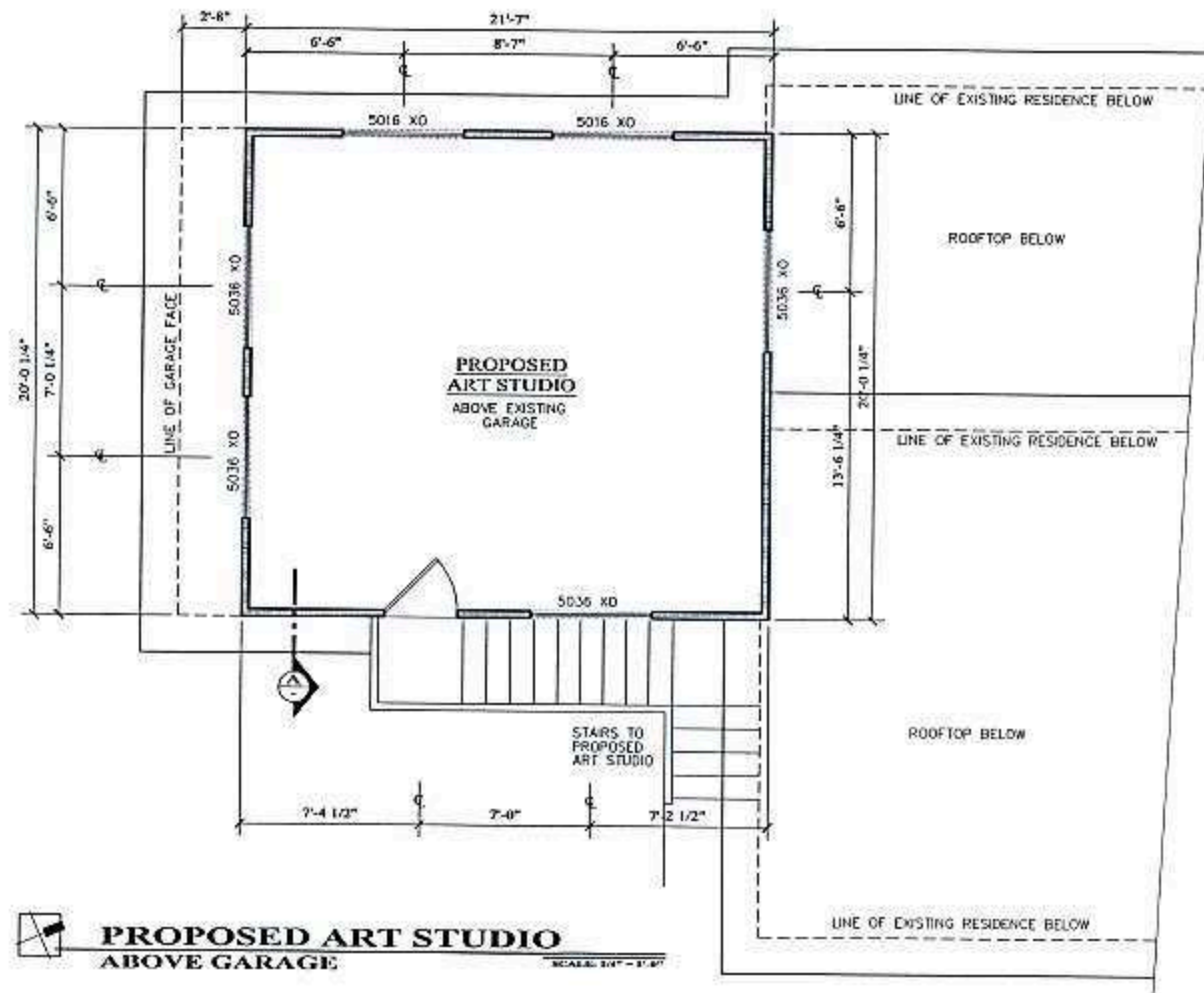 2'-8"
21'-7"
6'-6"
8'-7"
6'-6"
LINE OF EXISTING RESIDENCE BELOW
5016 XO
5016 XO
6'-6"
6'-6"
ROOFTOP BELOW
5036 XO
5036 XO
LINE OF GARAGE FACE
20'-0 1/4"
7'-0 1/4"
20'-0 1/4"
PROPOSED
ART STUDIO
ABOVE EXISTING
GARAGE
13'-6 1/4"
LINE OF EXISTING RESIDENCE BELOW
5036 XO
6'-6"
5036 XO
A
STAIRS TO
PROPOSED
ART STUDIO
ROOFTOP BELOW
7'-4 1/2"
7'-0"
7'-2 1/2"
LINE OF EXISTING RESIDENCE BELOW
PROPOSED ART STUDIO
ABOVE GARAGE